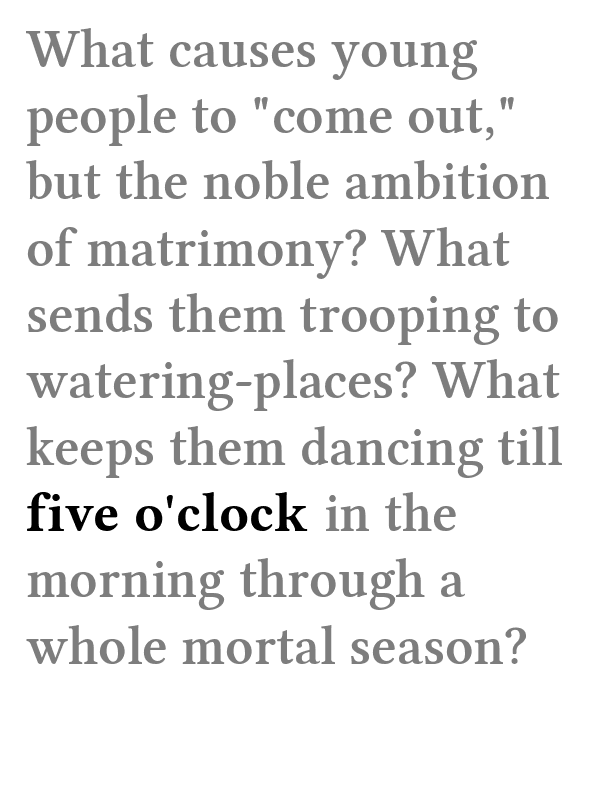 What causes young
people to "come out,"
but the noble ambition
of matrimony? What
sends them trooping to
watering-places? What
keeps them dancing till
five o'clock in the
morning through a
whole mortal season?